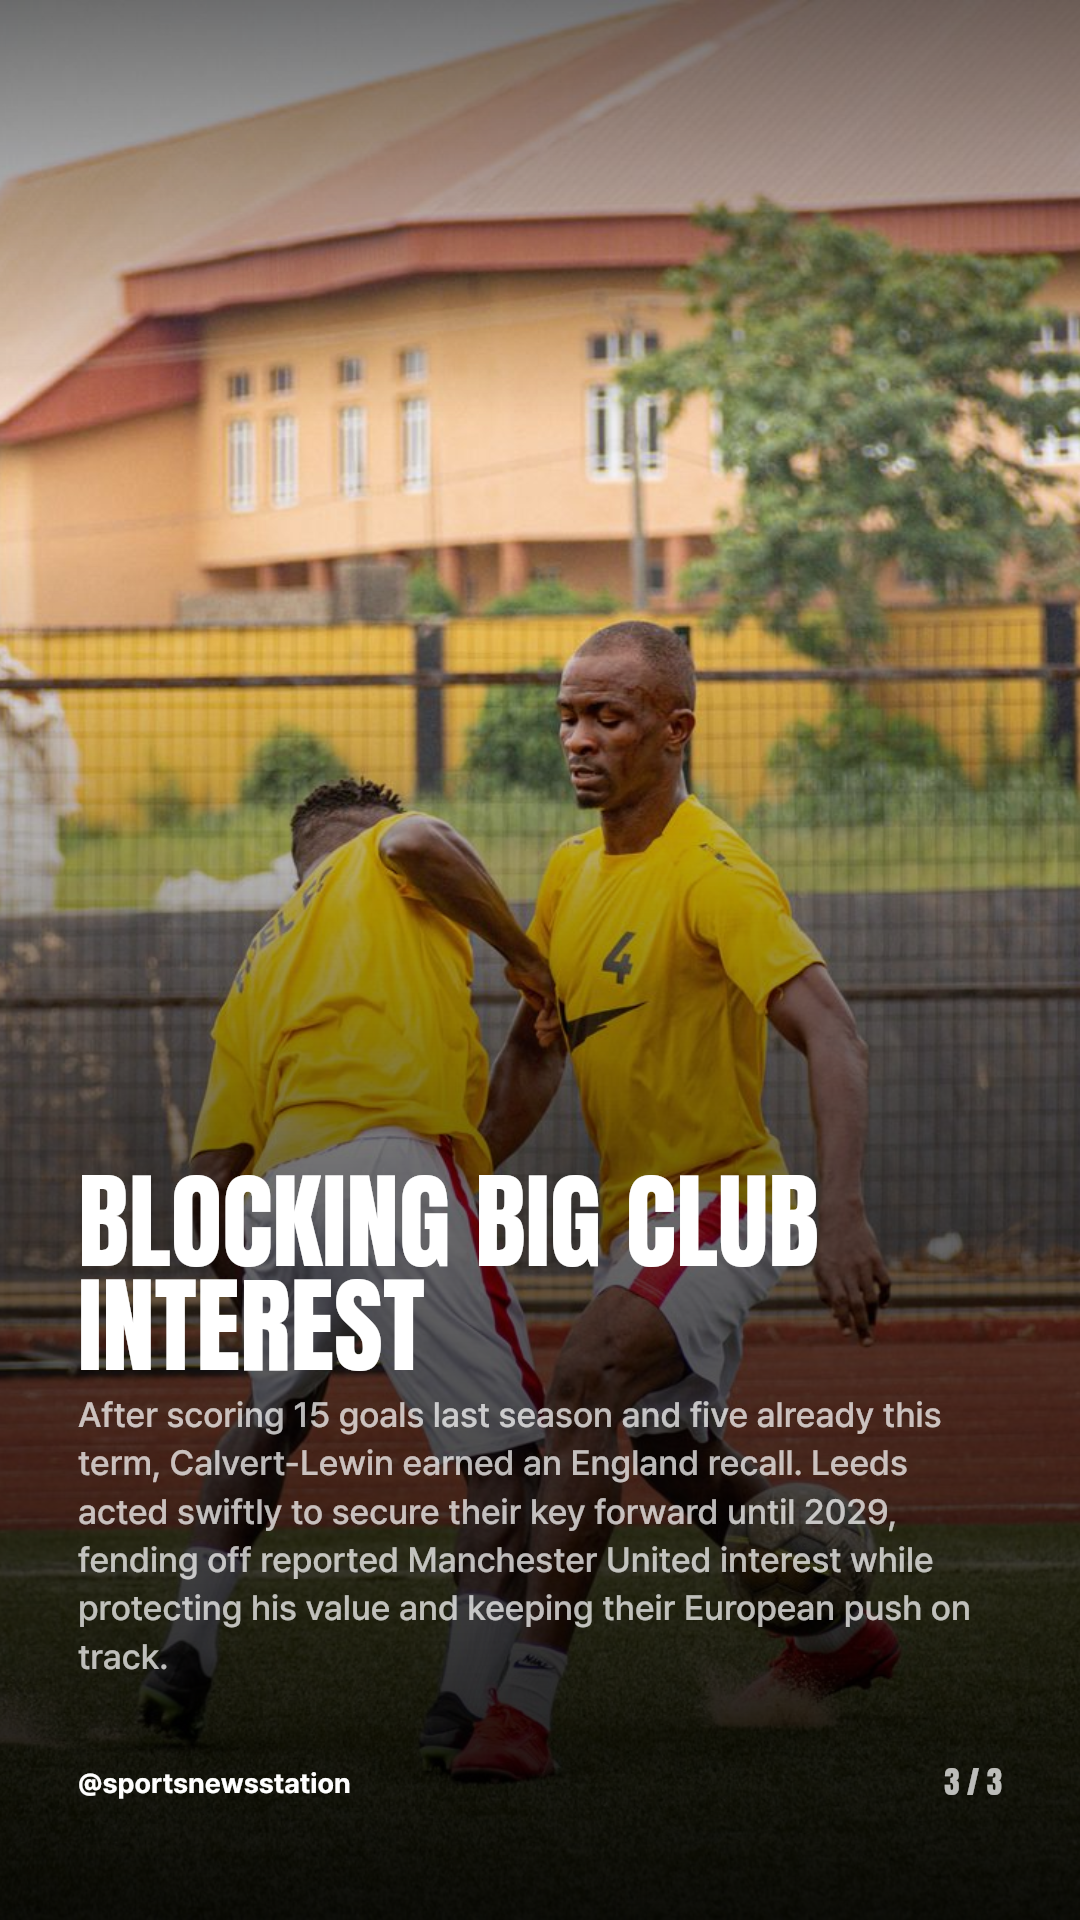 4
BLOCKING BIG CLUB
INTEREST
After scoring 15 goals last season and five already this
term, Calvert-Lewin earned an England recall. Leeds
acted swiftly to secure their key forward until 2029,
fending off reported Manchester United interest while
protecting his value and keeping their European push on
track.
@sportsnewsstation
3 / 3